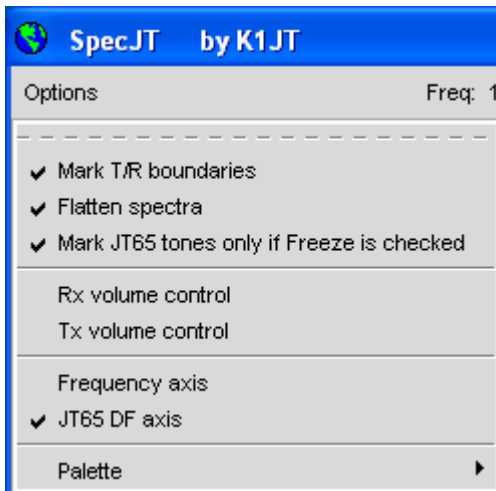 SpecJT by K1JT
Options Freq: 1
Mark T/R boundaries
Flatten spectra
Mark JT65 tones only if Freeze is checked
Rx volume control
Tx volume control
Frequency axis
JT65 DF axis
Palette